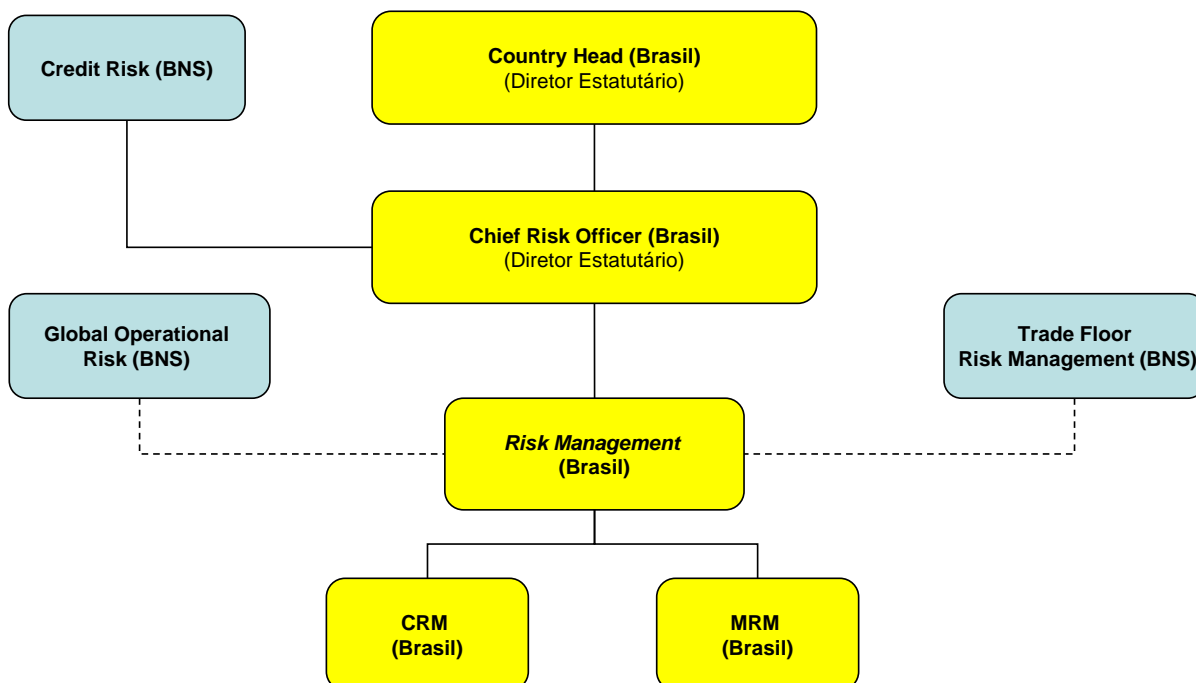 Credit Risk (BNS)
Country Head (Brasil)
(Diretor Estatutário)
Chief Risk Officer (Brasil)
(Diretor Estatutário)
Global Operational
Risk (BNS)
Trade Floor
Risk Management (BNS)
Risk Management
(Brasil)
CRM
(Brasil)
MRM
(Brasil)